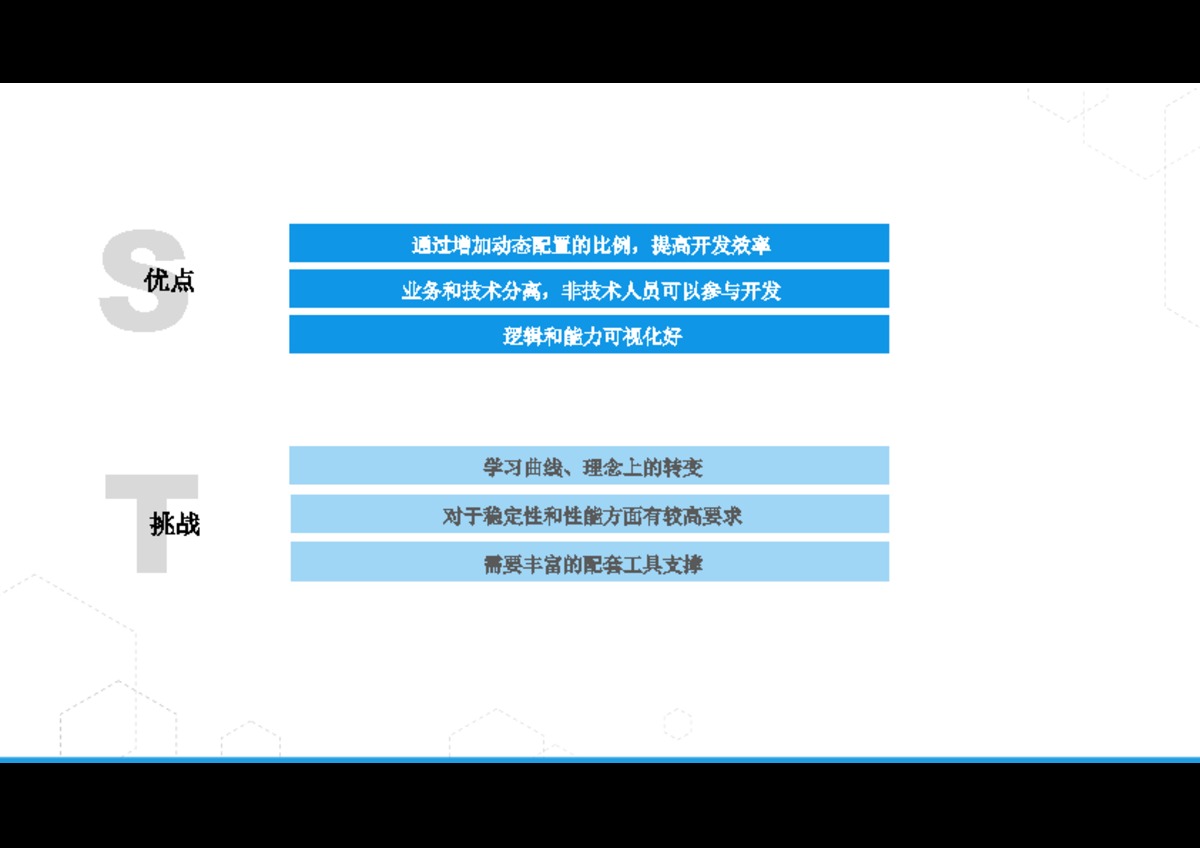 S
优点
通过增加动态配置的比例，提高开发效率
业务和技术分离，非技术人员可以参与开发
逻辑和能力可视化好
T
挑战
学习曲线、理念上的转变
对于稳定性和性能方面有较高要求
需要丰富的配套工具支撑